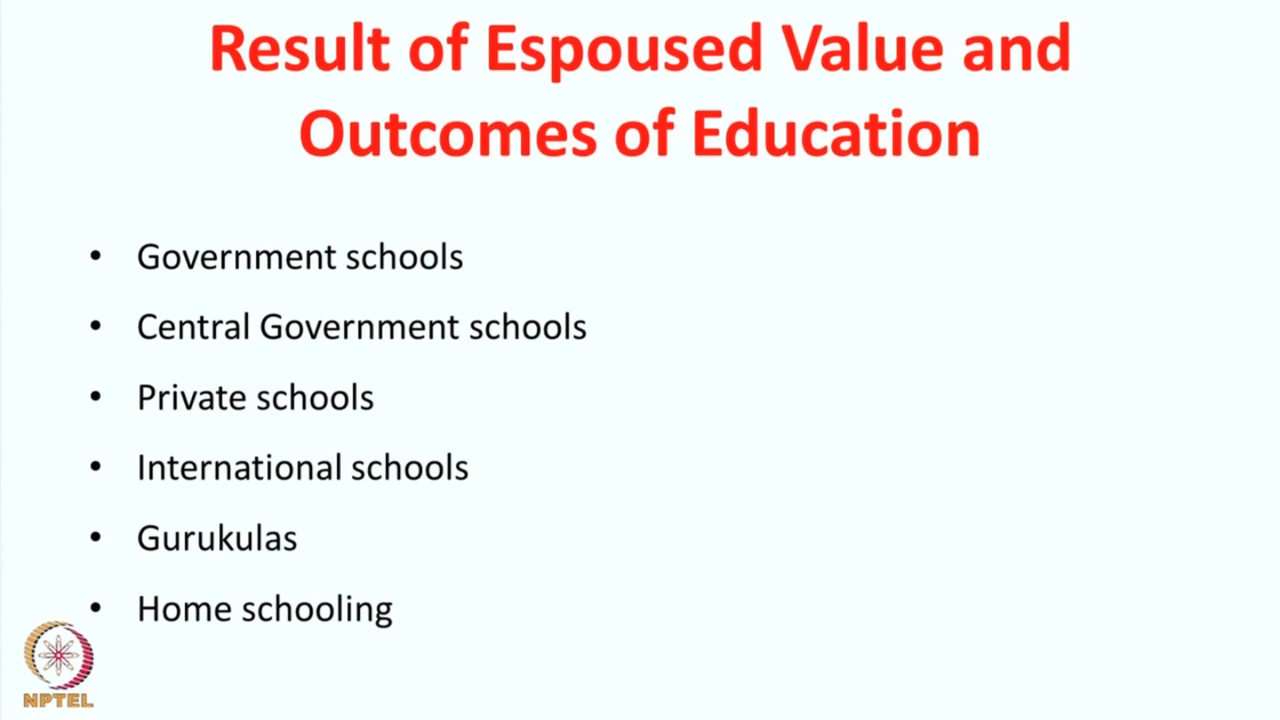 Result of Espoused Value and
Outcomes of Education
• Government schools
• Central Government schools
• Private schools
• International schools
• Gurukulas
• Home schooling
NPTEL